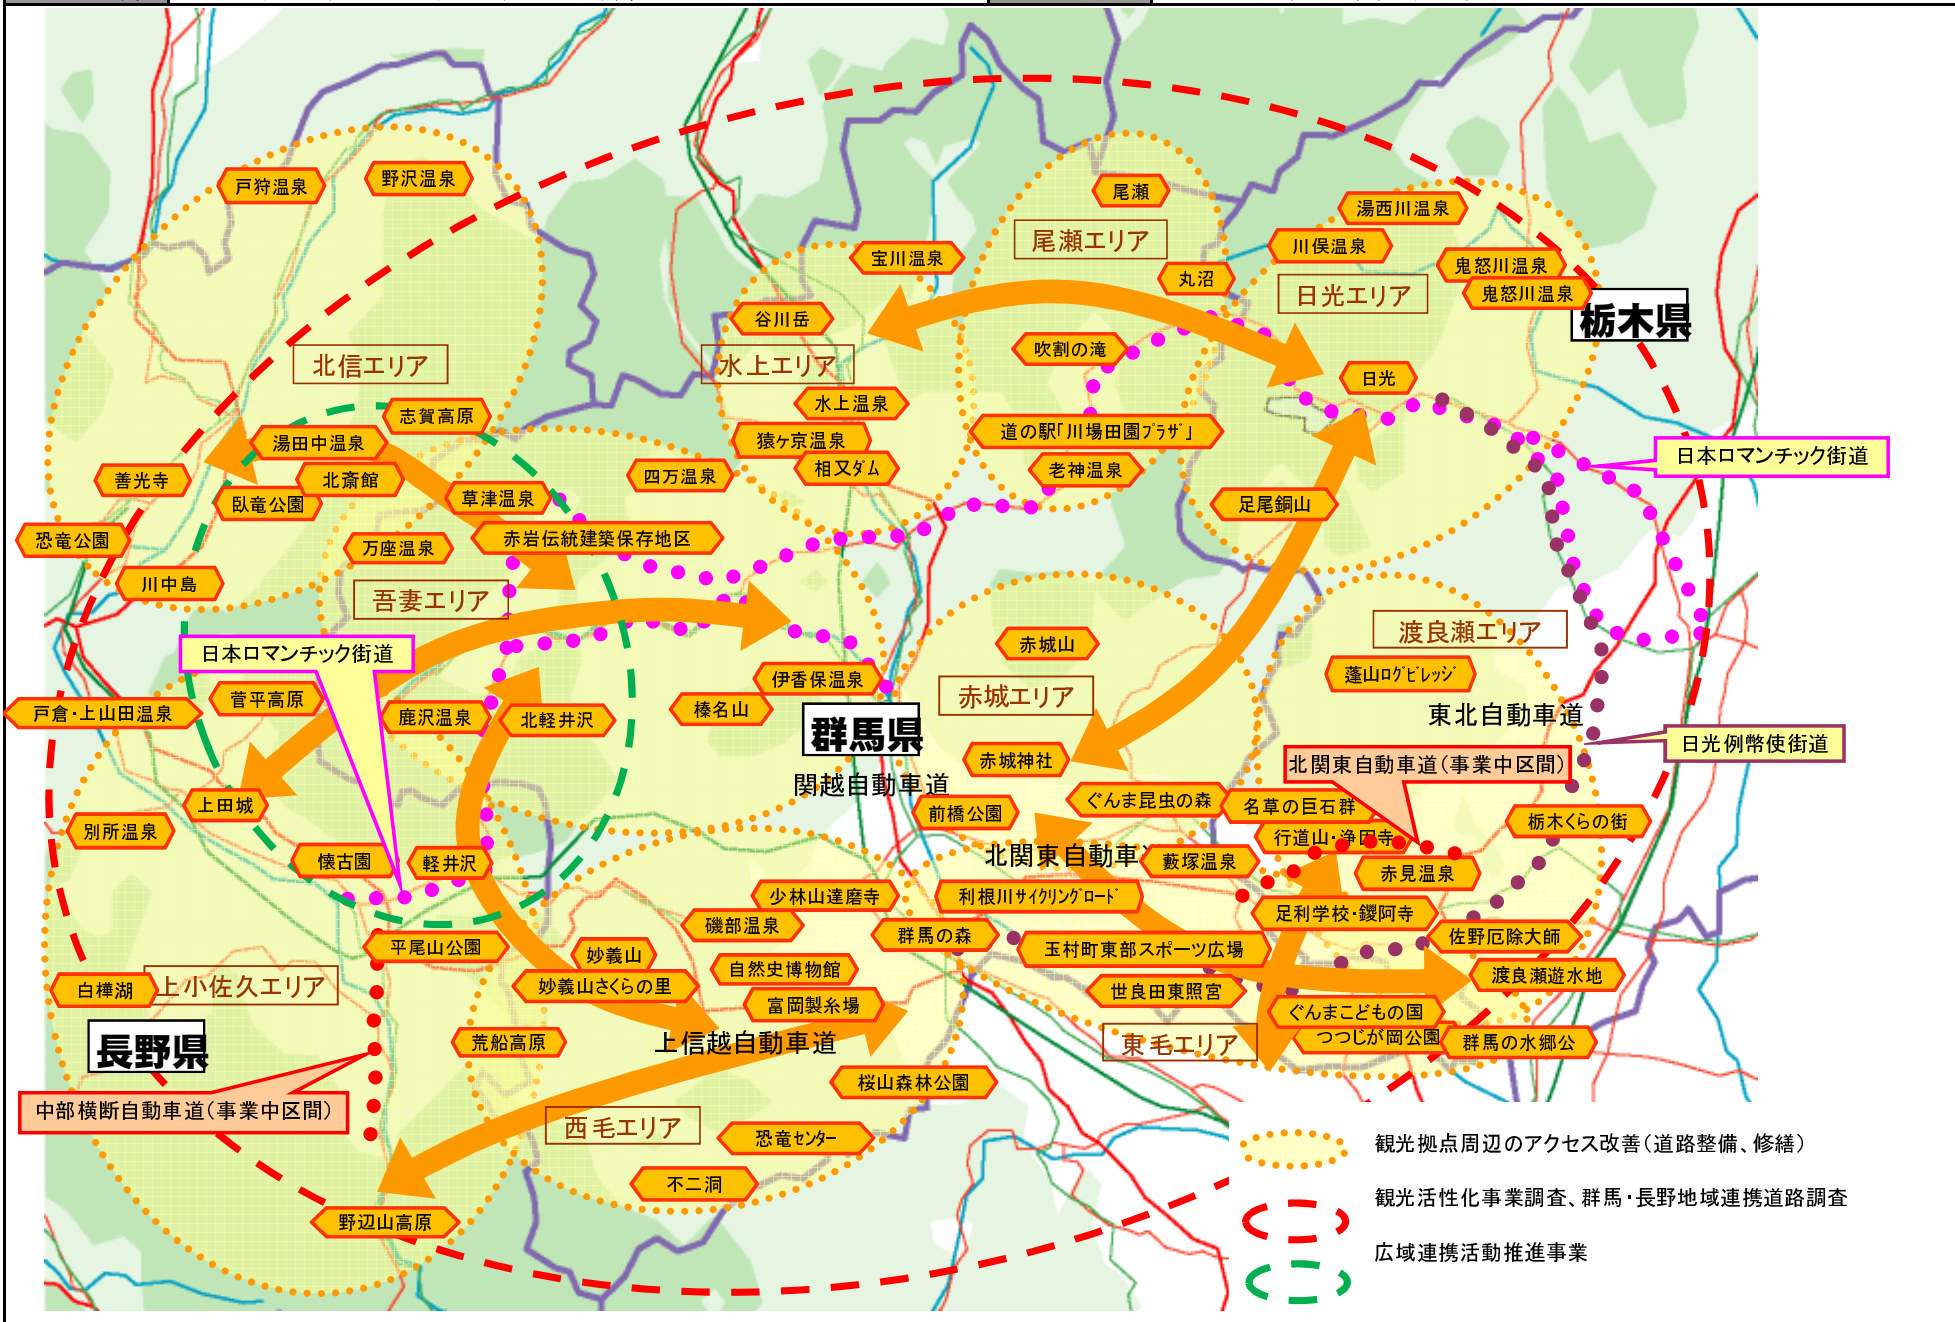 戸狩温泉
野沢温泉
尾瀬
湯西川温泉
尾瀬エリア
川俣温泉
宝川温泉
鬼怒川温泉
丸沼
日光エリア
鬼怒川温泉
栃木県
谷川岳
吹割の滝
北信エリア
水上エリア
日光
水上温泉
志賀高原
道の駅「川場田園プラザ」
湯田中温泉
猿ヶ京温泉
日本ロマンチック街道
相又ダム
老神温泉
四万温泉
善光寺
北斎館
草津温泉
臥竜公園
足尾銅山
恐竜公園
赤岩伝統建築保存地区
万座温泉
川中島
吾妻エリア
渡良瀬エリア
赤城山
日本ロマンチック街道
蓬山ログビレッジ
伊香保温泉
菅平高原
赤城エリア
戸倉・上山田温泉
鹿沢温泉
北軽井沢
榛名山
東北自動車道
群馬県
日光例幣使街道
赤城神社
北関東自動車道(事業中区間)
関越自動車道
上田城
ぐんま昆虫の森
名草の巨石群
前橋公園
栃木くらの街
別所温泉
行道山・浄因寺
北関東自動車
懐古園
軽井沢
藪塚温泉
赤見温泉
少林山達磨寺
利根川サイクリングロード
足利学校・鑁阿寺
磯部温泉
群馬の森
佐野厄除大師
平尾山公園
玉村町東部スポーツ広場
妙義山
自然史博物館
渡良瀬遊水地
上小佐久エリア
白樺湖
妙義山さくらの里
世良田東照宮
富岡製糸場
ぐんまこどもの国
つつじが岡公園
長野県
荒船高原
上信越自動車道
東毛エリア
群馬の水郷公
桜山森林公園
中部横断自動車道(事業中区間)
西毛エリア
恐竜センター
観光拠点周辺のアクセス改善(道路整備、修繕)
不二洞
観光活性化事業調査、群馬・長野地域連携道路調査
野辺山高原
広域連携活動推進事業